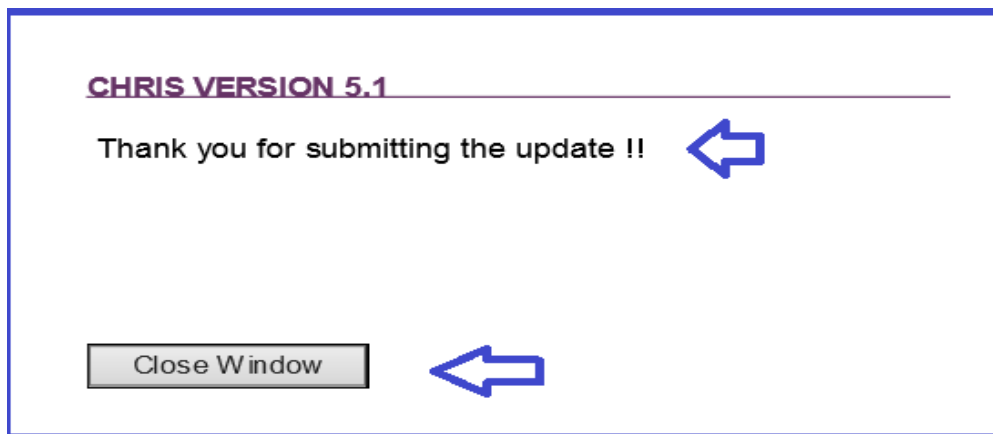 CHRIS VERSION 5.1
Thank you for submitting the update !!
Close Window